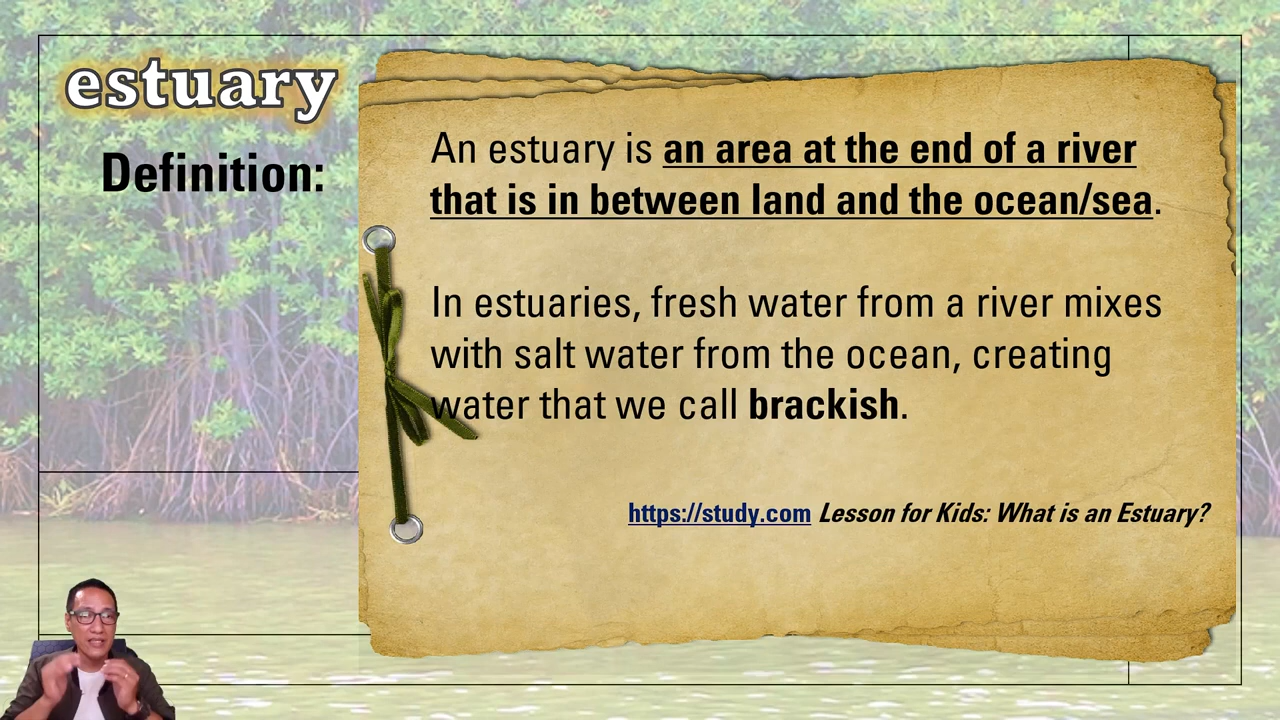 estuary
Definition:
An estuary is an area at the end of a river
that is in between land and the ocean/sea.
In estuaries, fresh water from a river mixes
with salt water from the ocean, creating
water that we call brackish.
https://study.com Lesson for Kids: What is an Estuary?